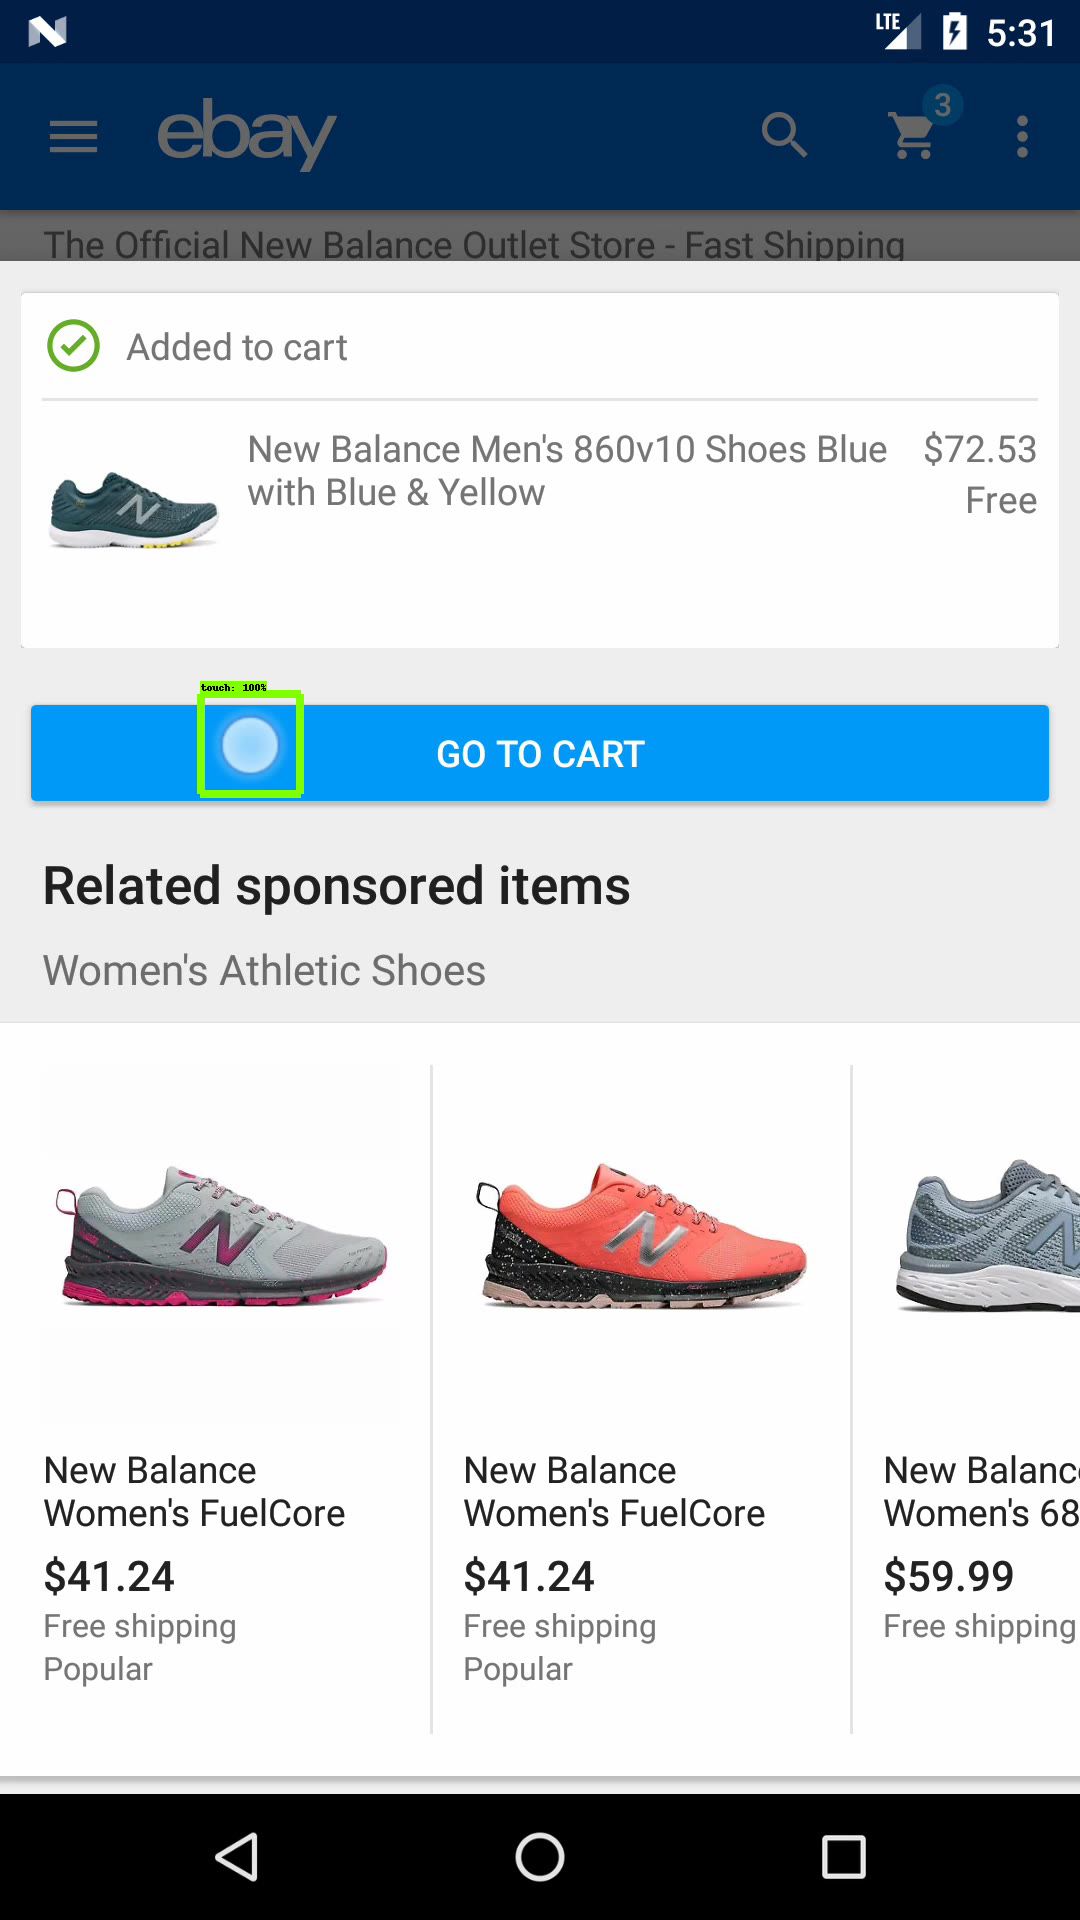 LTE 5:31
ebay 3
The Official New Balance Outlet Store - Fast Shipping
Added to cart
New Balance Men's 860v10 Shoes Blue $72.53
with Blue & Yellow Free
touch: 100%
GO TO CART
Related sponsored items
Women's Athletic Shoes
New Balance
Women's FuelCore
$41.24
Free shipping
Popular
New Balance
Women's FuelCore
$41.24
Free shipping
Popular
New Balanc
Women's 68
$59.99
Free shipping